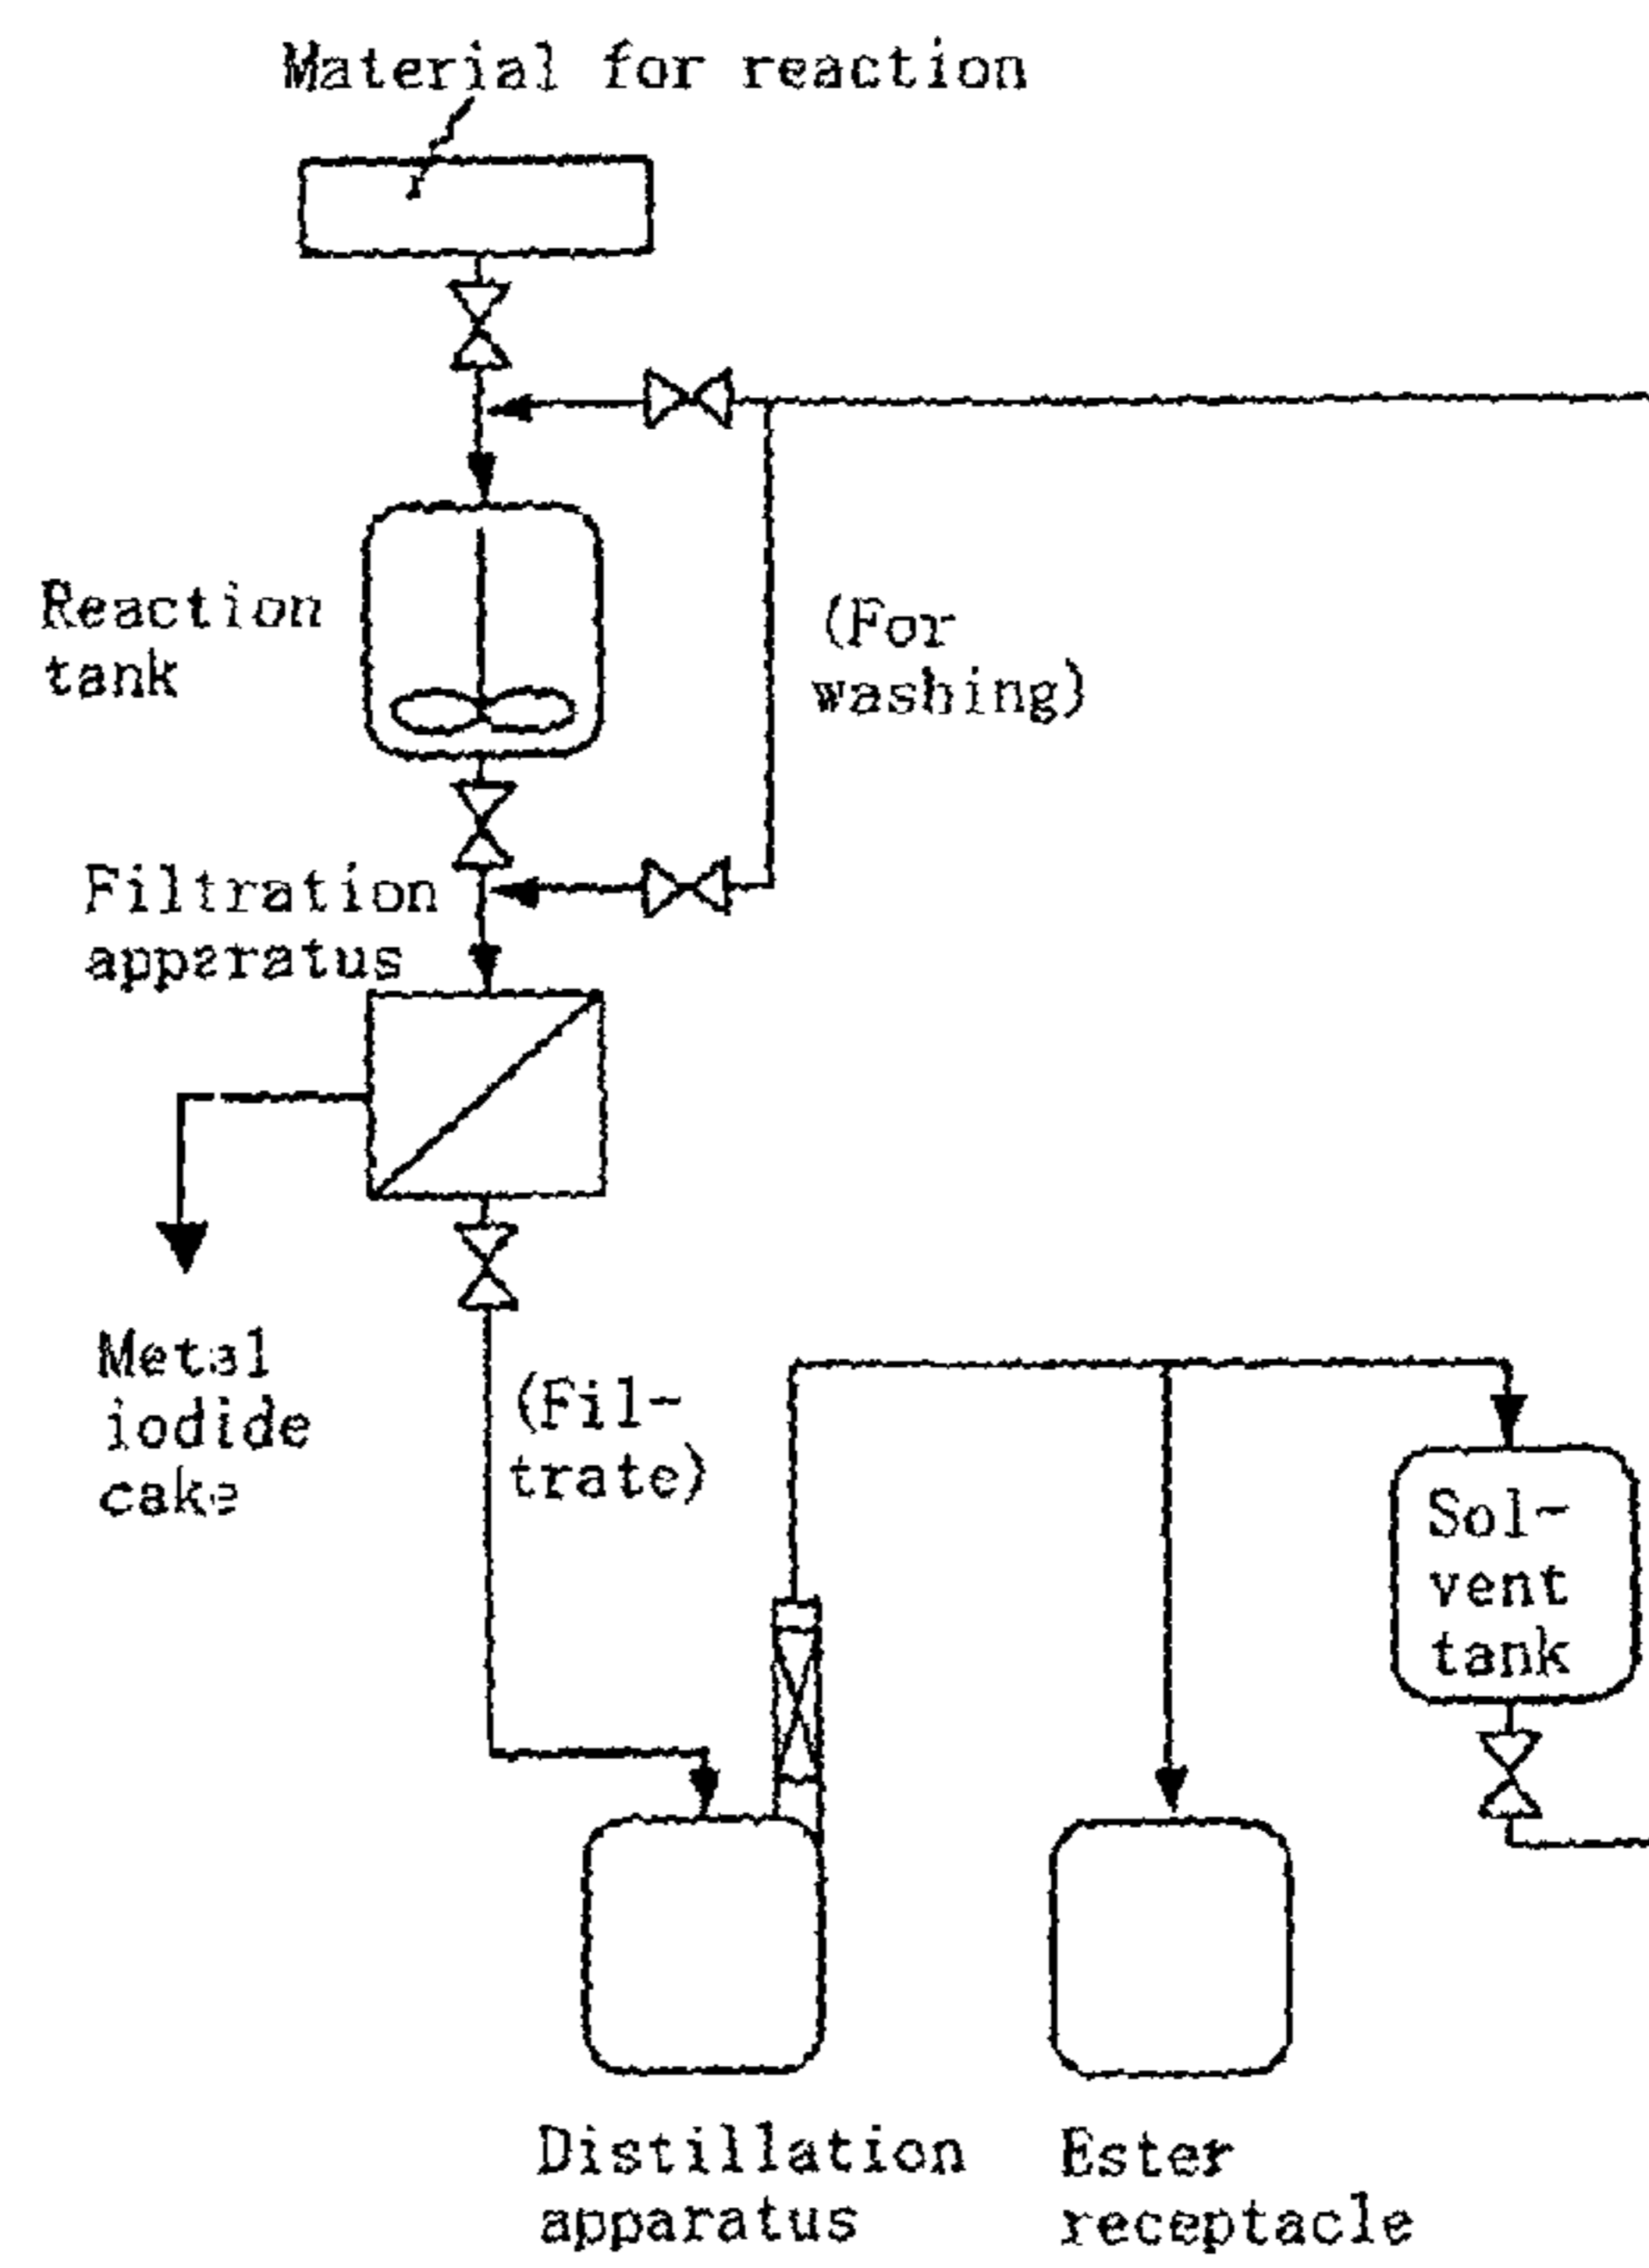 Material for reaction
Reaction
tank
(For
washing)
Filtration
apparatus
Metal
iodide
cake
(Fil-
trate)
Sol-
vent
tank
Distillation
apparatus
Ester
receptacle